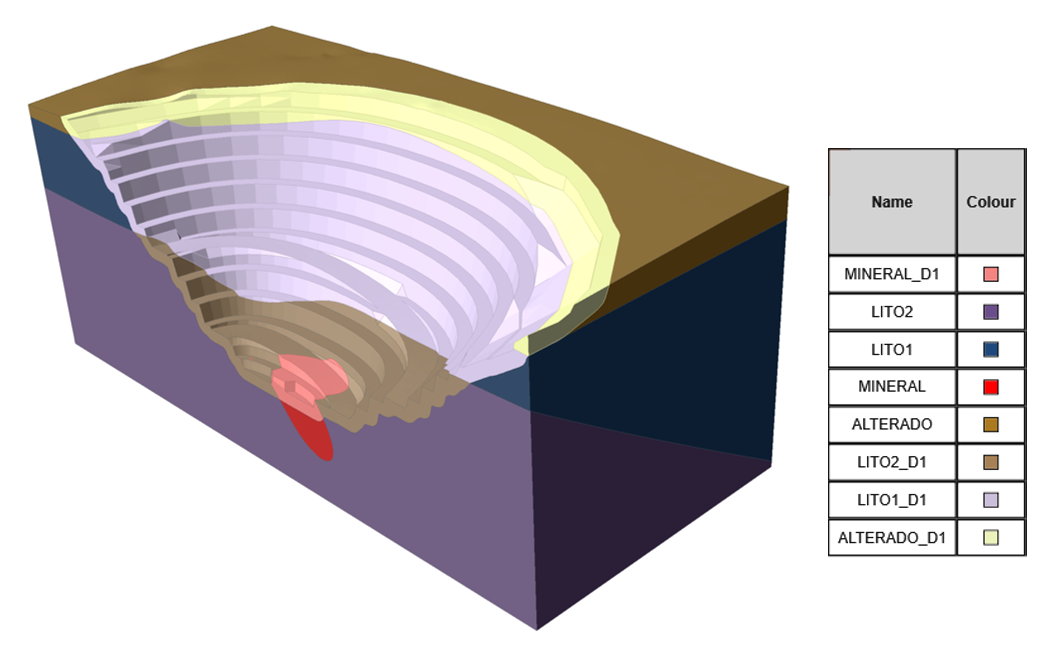 Name Colour
MINERAL_D1
LITO2
LITO1
MINERAL
ALTERADO
LITO2_D1
LITO1_D1
ALTERADO_D1